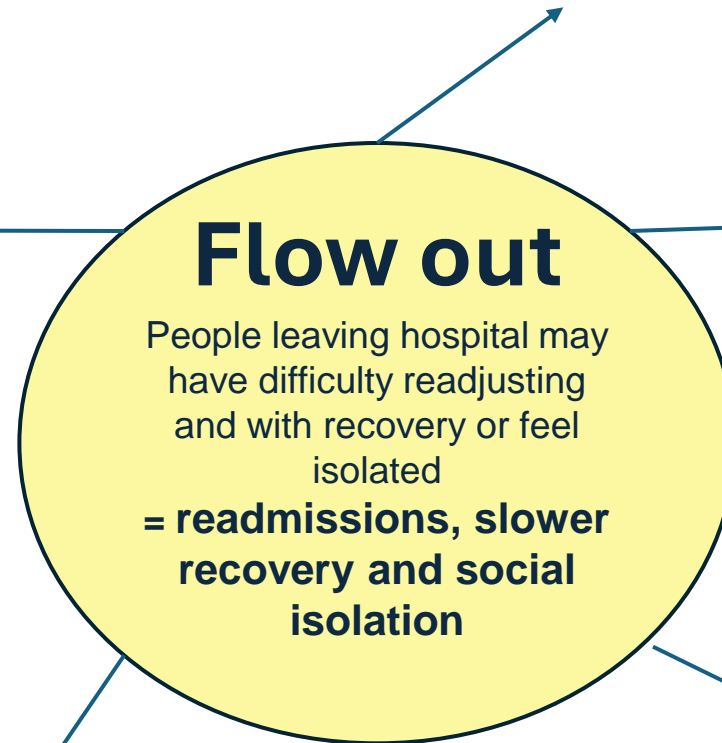 Flow out
People leaving hospital may
have difficulty readjusting
and with recovery or feel
isolated
= readmissions, slower
recovery and social
isolation